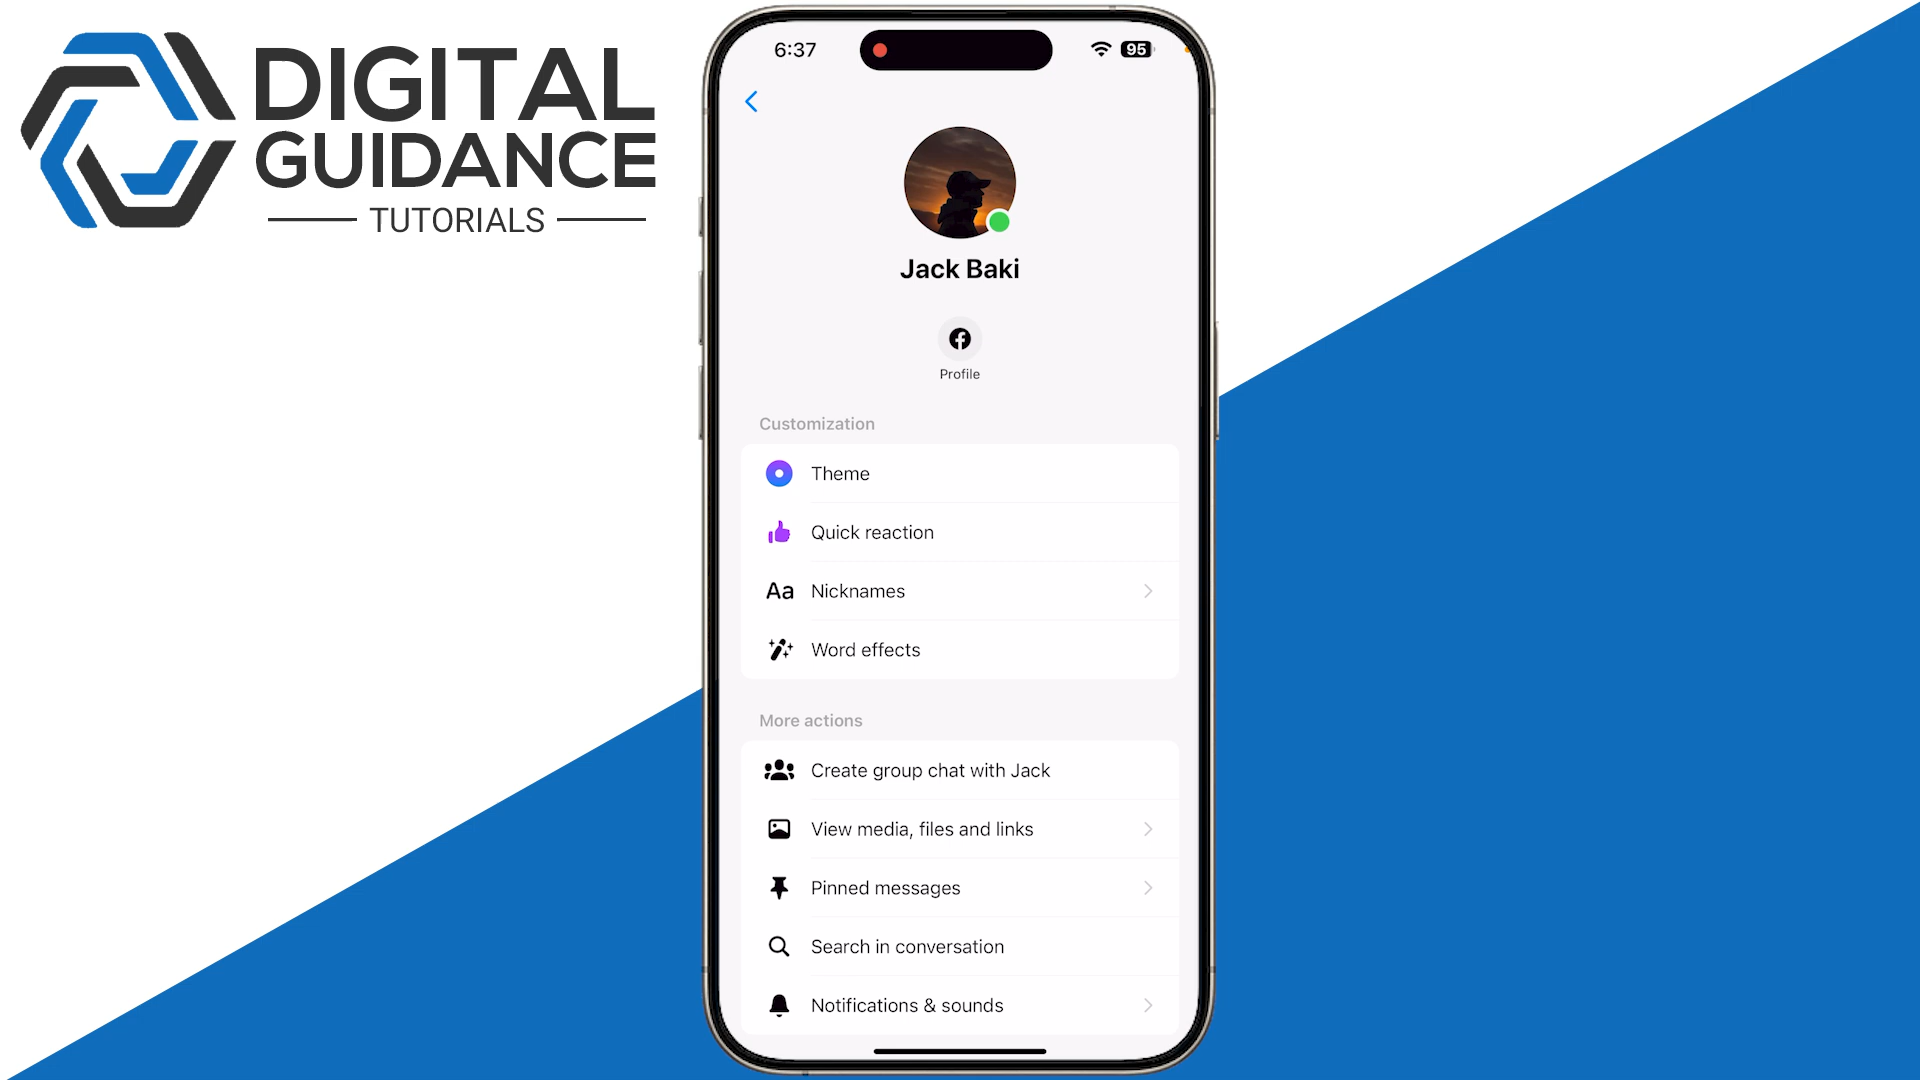 DIGITAL
GUIDANCE
TUTORIALS
6:37
95
Jack Baki
Profile
Customization
Theme
Quick reaction
Aa Nicknames
Word effects
More actions
Create group chat with Jack
View media, files and links
Pinned messages
Search in conversation
Notifications & sounds